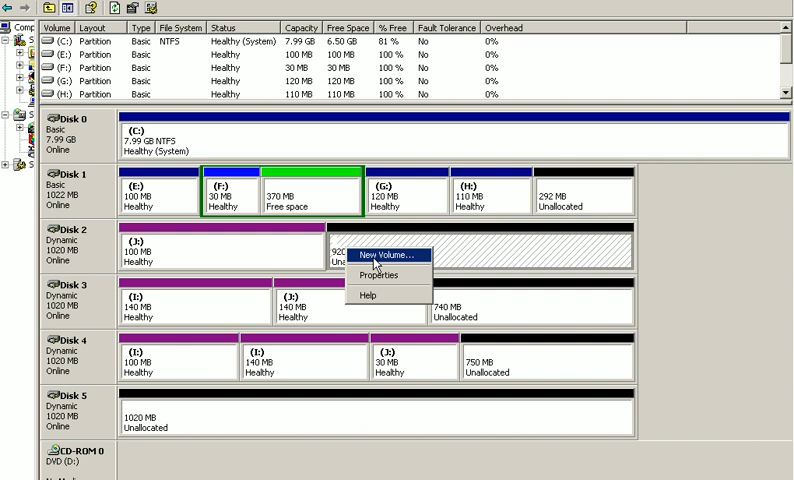 Comp
Volume Layout Type File System Status Capacity Free Space % Free Fault Tolerance Overhead
(C:) Partition Basic NTFS Healthy (System) 7.99 GB 6.50 GB 81 % No 0%
(E:) Partition Basic Healthy 100 MB 100 MB 100 % No 0%
(F:) Partition Basic Healthy 30 MB 30 MB 100 % No 0%
(G:) Partition Basic Healthy 120 MB 120 MB 100 % No 0%
(H:) Partition Basic Healthy 110 MB 110 MB 100 % No 0%
Disk 0
Basic
7.99 GB
Online
(C:)
7.99 GB NTFS
Healthy (System)
Disk 1
Basic
1022 MB
Online
(E:)
100 MB
Healthy
(F:)
30 MB
Healthy
370 MB
Free space
(G:)
120 MB
Healthy
(H:)
110 MB
Healthy
292 MB
Unallocated
Disk 2
Dynamic
1020 MB
Online
(J:)
100 MB
Healthy
920
Una
New Volume...
Properties
Help
Disk 3
Dynamic
1020 MB
Online
(I:)
140 MB
Healthy
(J:)
140 MB
Healthy
740 MB
Unallocated
Disk 4
Dynamic
1020 MB
Online
(I:)
100 MB
Healthy
(I:)
140 MB
Healthy
(J:)
30 MB
Healthy
750 MB
Unallocated
Disk 5
Dynamic
1020 MB
Online
1020 MB
Unallocated
CD-ROM 0
DVD (D:)